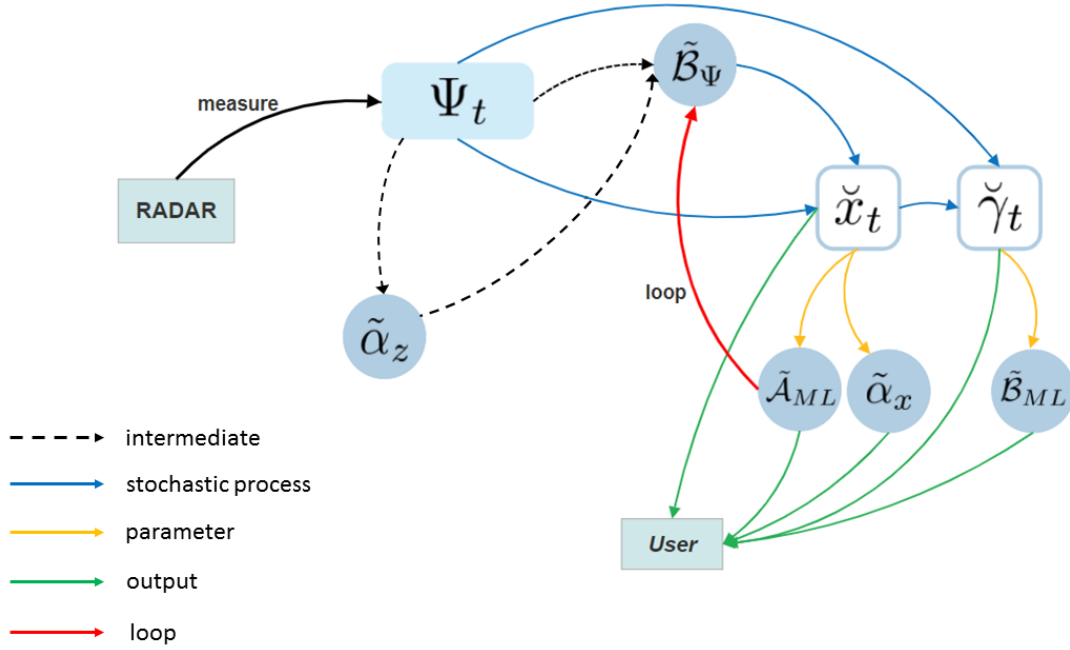 measure
RADAR
Ψ_t
B̃_Ψ
x̆_t
γ̆_t
loop
α̃_z
Ã_ML
α̃_x
B̃_ML
User
intermediate
stochastic process
parameter
output
loop